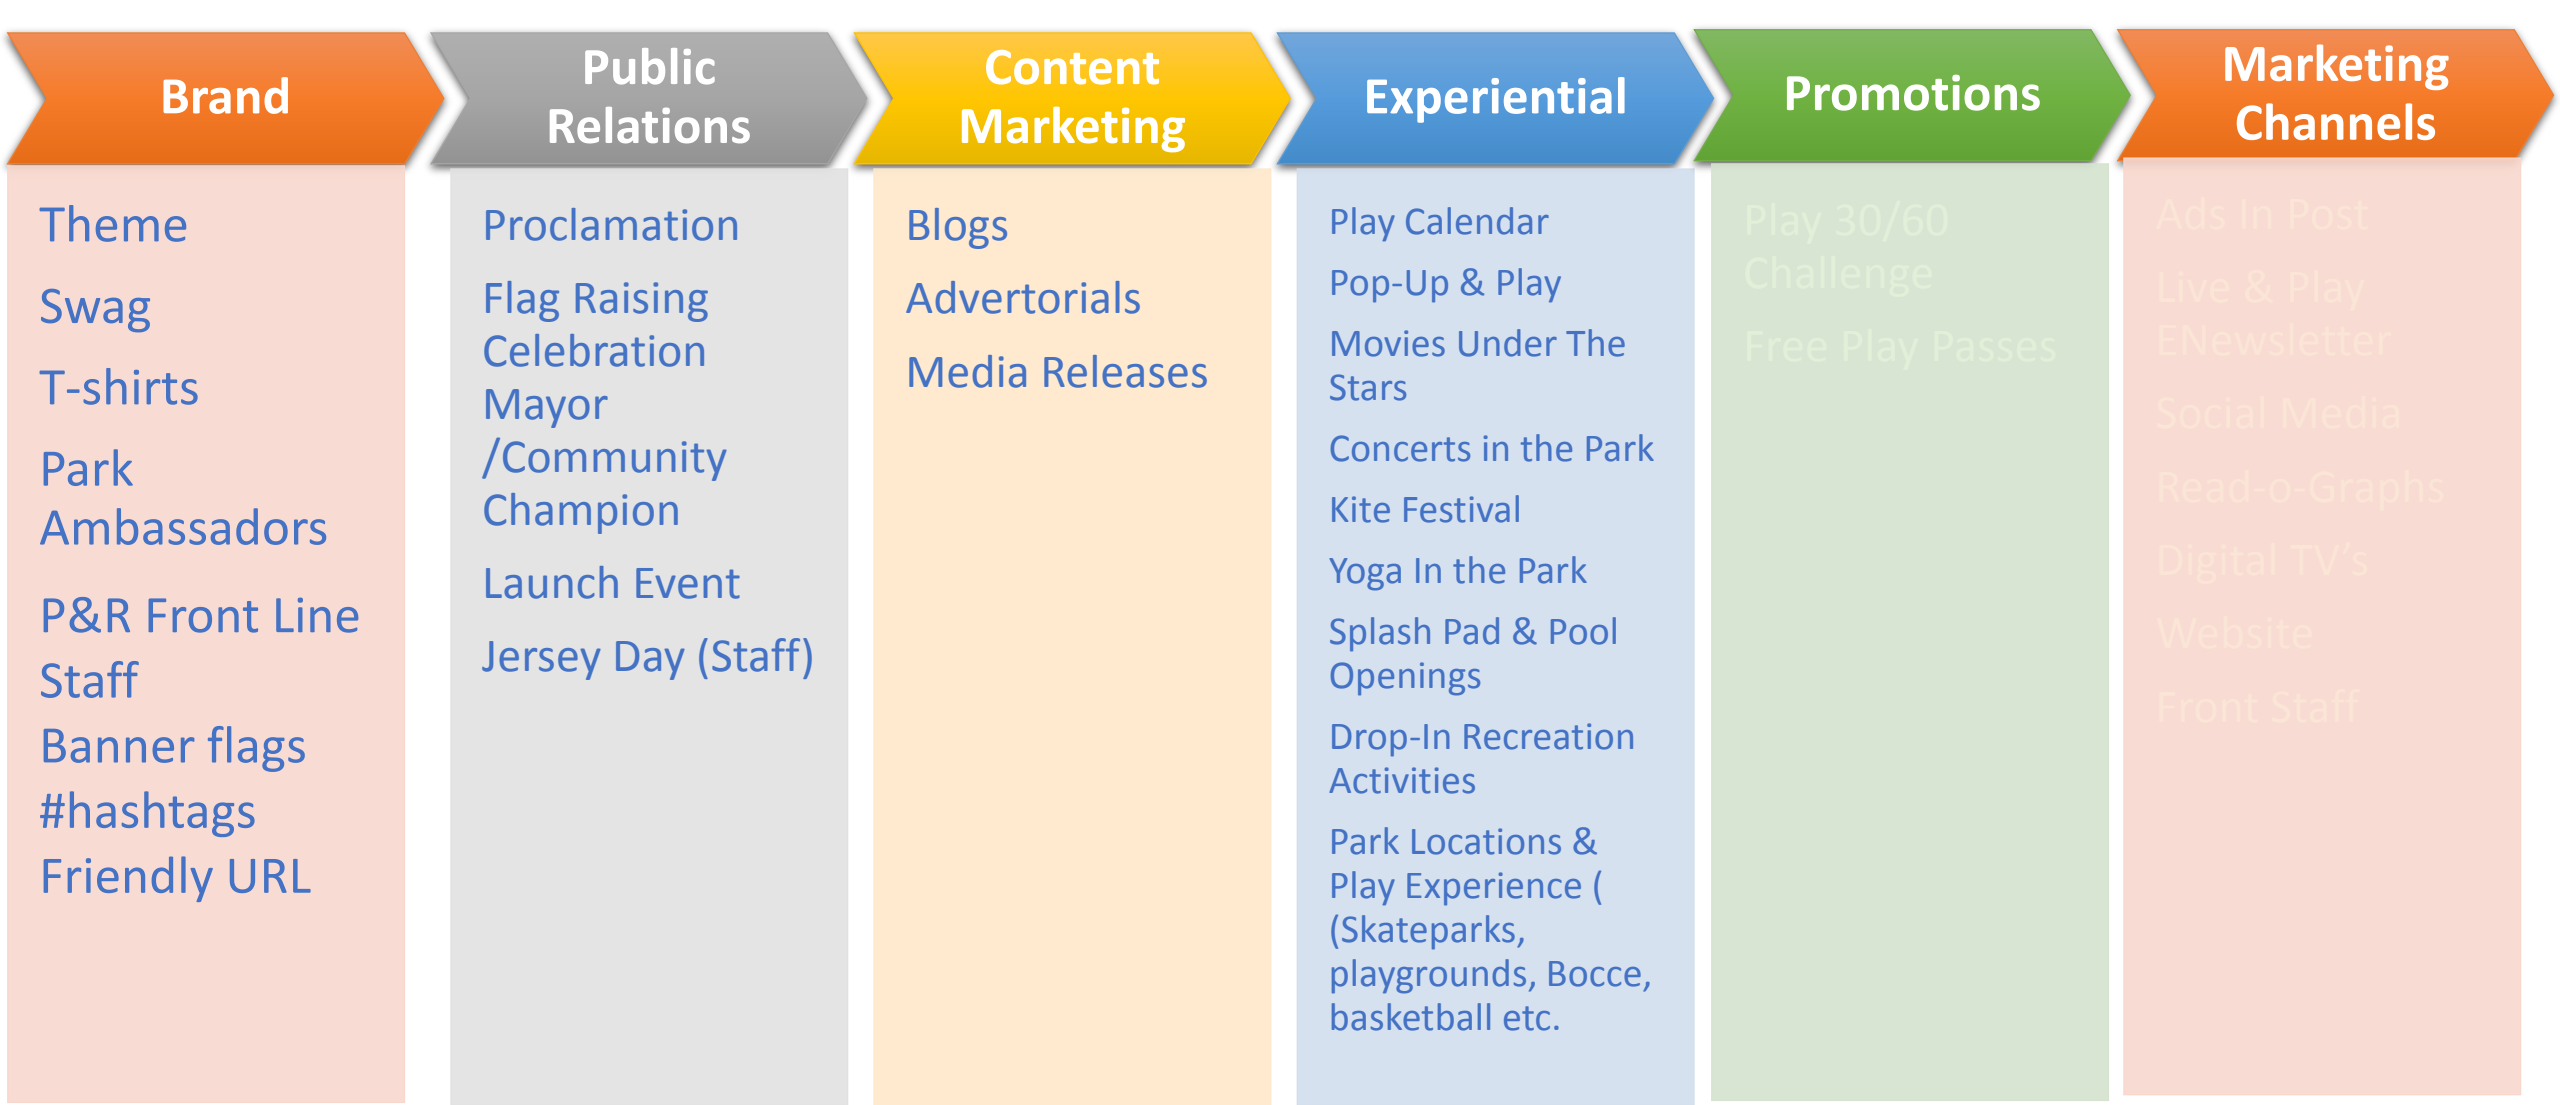 Brand
Theme
Swag
T-shirts
Park
Ambassadors
P&R Front Line
Staff
Banner flags
#hashtags
Friendly URL
Public
Relations
Proclamation
Flag Raising
Celebration
Mayor
/Community
Champion
Launch Event
Jersey Day (Staff)
Content
Marketing
Blogs
Advertorials
Media Releases
Experiential
Play Calendar
Pop-Up & Play
Movies Under The
Stars
Concerts in the Park
Kite Festival
Yoga In the Park
Splash Pad & Pool
Openings
Drop-In Recreation
Activities
Park Locations &
Play Experience (
(Skateparks,
playgrounds, Bocce,
basketball etc.
Promotions
Play 30/60
Challenge
Free Play Passes
Marketing
Channels
Ads In Post
Live & Play
ENewsletter
Social Media
Read-o-Graphs
Digital TV's
Website
Front Staff